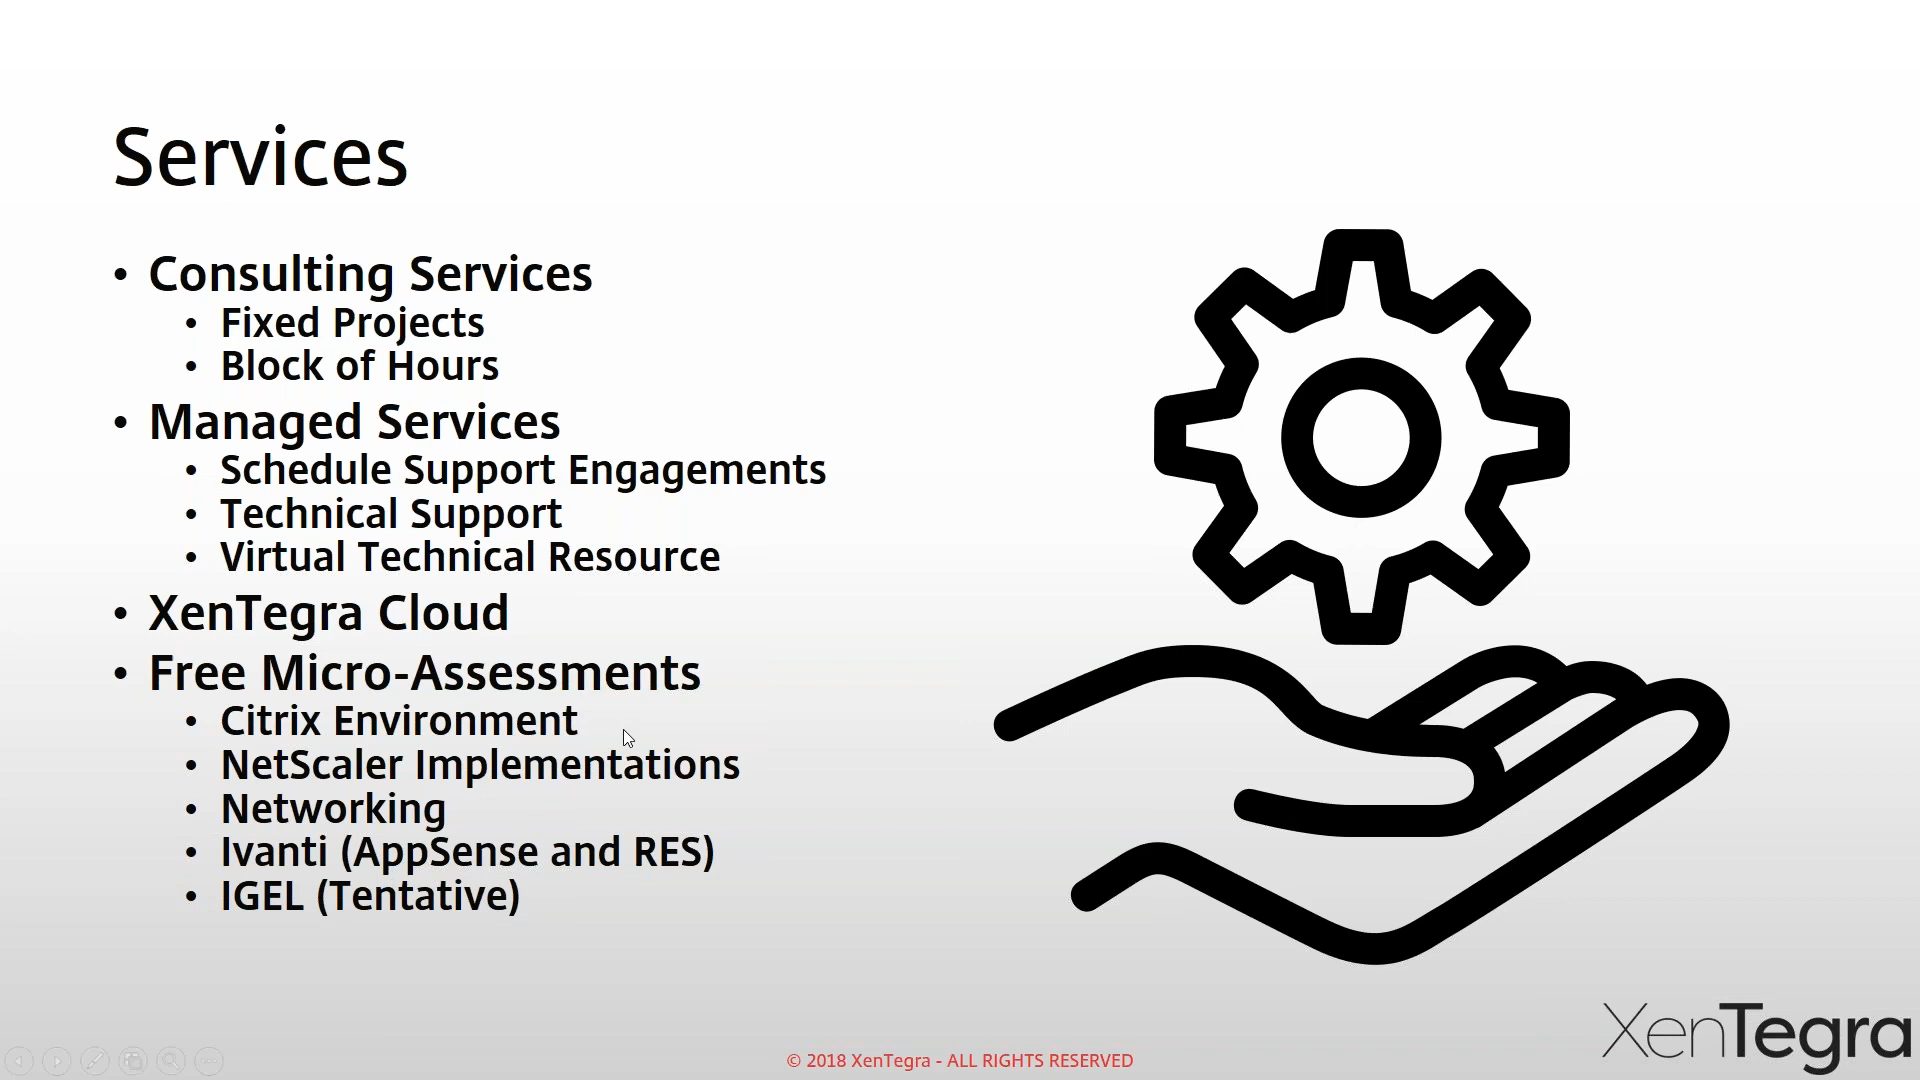 Services
• Consulting Services
• Fixed Projects
• Block of Hours
• Managed Services
• Schedule Support Engagements
• Technical Support
• Virtual Technical Resource
• XenTegra Cloud
• Free Micro-Assessments
• Citrix Environment
• NetScaler Implementations
• Networking
• Ivanti (AppSense and RES)
• IGEL (Tentative)
XenTegra
© 2018 XenTegra - ALL RIGHTS RESERVED